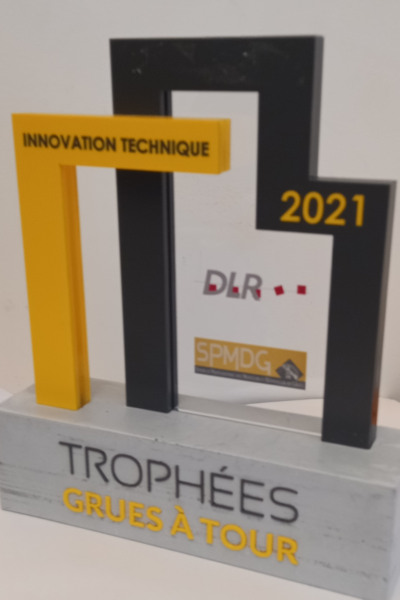 INNOVATION TECHNIQUE
2021
DLR
SPMDG
TROPHÉES
GRUES À TOUR